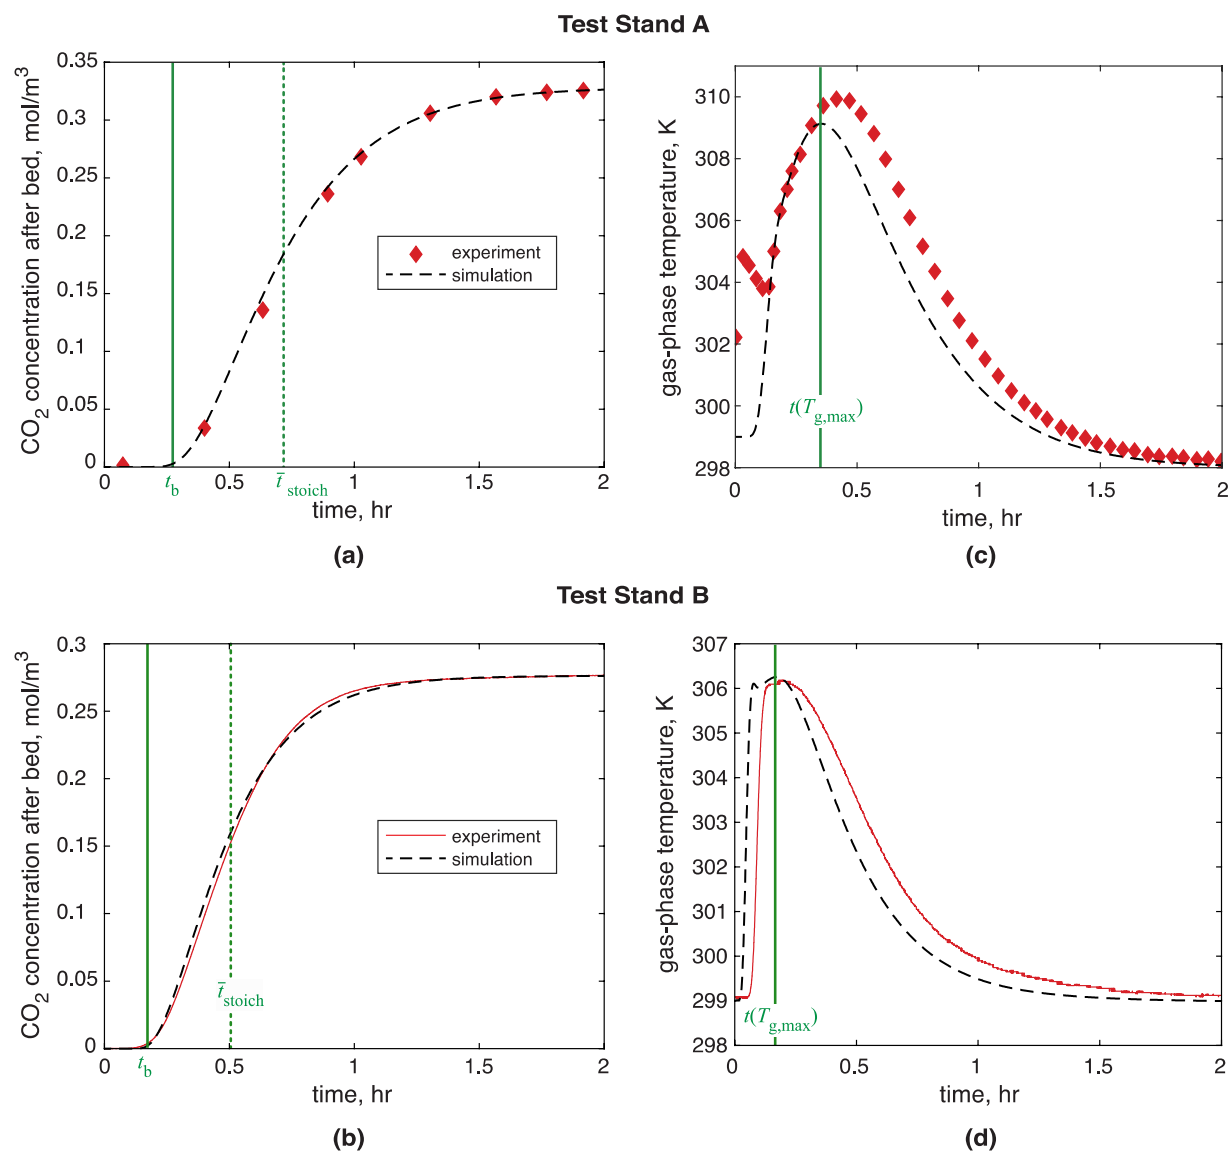 Test Stand A
CO2 concentration after bed, mol/m3
0.35
0.3
0.25
0.2
0.15
0.1
0.05
0
experiment
simulation
tb
t̄stoich
0
0.5
1
1.5
2
time, hr
(a)
gas-phase temperature, K
310
308
306
304
302
300
299
298
t(Tg,max)
0
0.5
1
1.5
2
time, hr
(c)
Test Stand B
CO2 concentration after bed, mol/m3
0.3
0.25
0.2
0.15
0.1
0.05
0
experiment
simulation
t̄stoich
tb
0
0.5
1
1.5
2
time, hr
(b)
gas-phase temperature, K
307
306
305
304
303
302
301
300
299
298
t(Tg,max)
0
0.5
1
1.5
2
time, hr
(d)